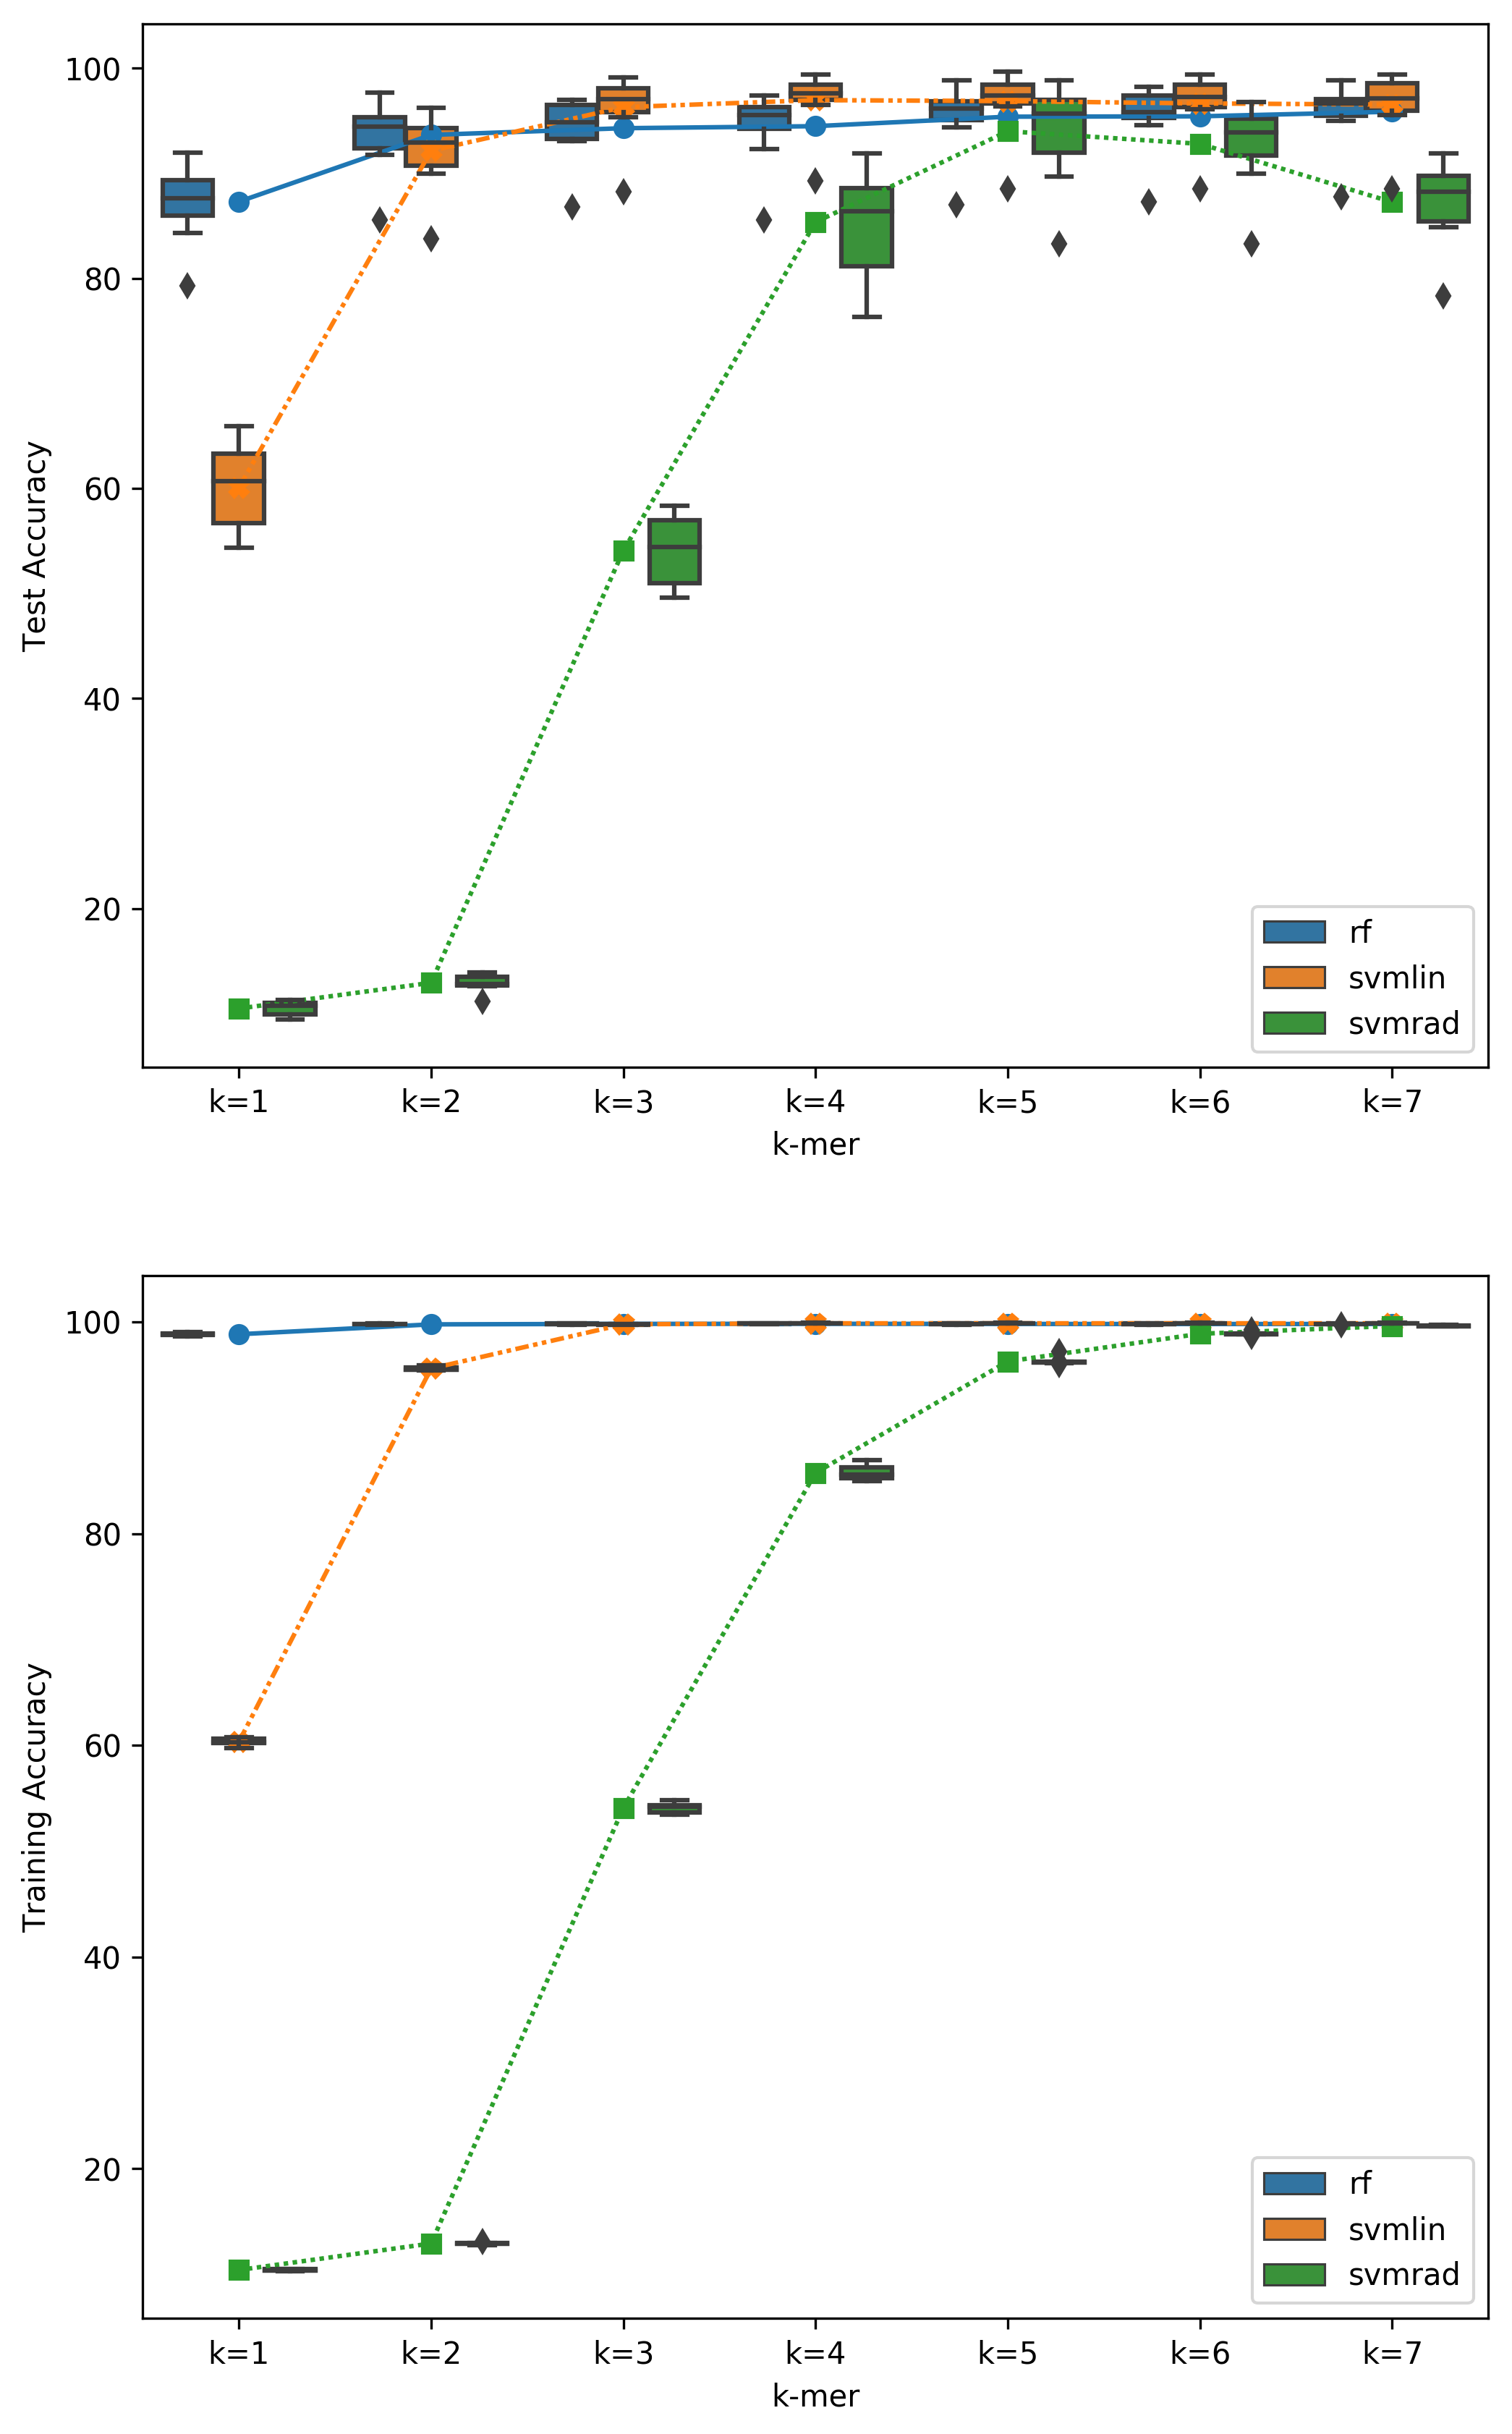 100
80
60
40
20
Test Accuracy
rf
svmlin
svmrad
k=1 k=2 k=3 k=4 k=5 k=6 k=7
k-mer
100
80
60
40
20
Training Accuracy
rf
svmlin
svmrad
k=1 k=2 k=3 k=4 k=5 k=6 k=7
k-mer